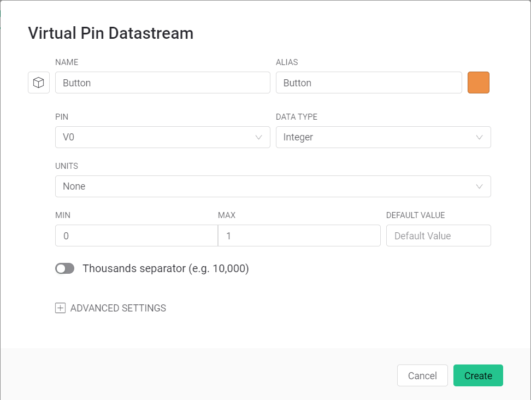 Virtual Pin Datastream
NAME ALIAS
Button Button
PIN DATA TYPE
V0 Integer
UNITS
None
MIN MAX DEFAULT VALUE
0 1 Default Value
Thousands separator (e.g. 10,000)
ADVANCED SETTINGS
Cancel Create